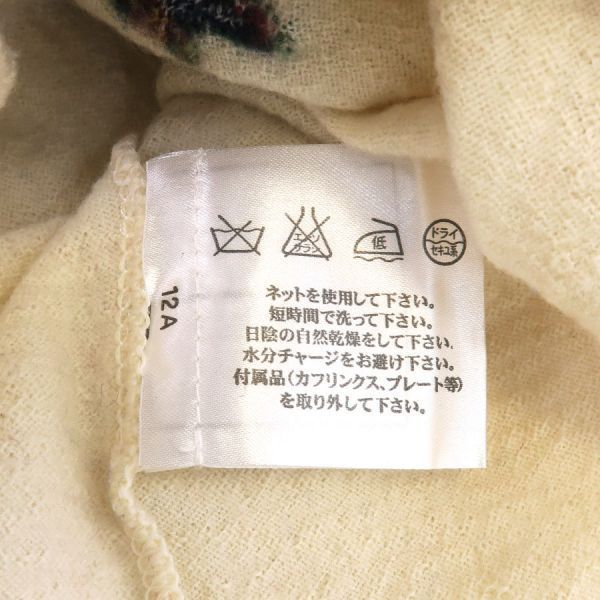 エンソ
サラシ
低
ドライ
セキユ系
ネットを使用して下さい。
短時間で洗って下さい。
日陰の自然乾燥をして下さい。
水分チャージをお避け下さい。
付属品(カフリンクス、プレート等)
を取り外して下さい。
12A